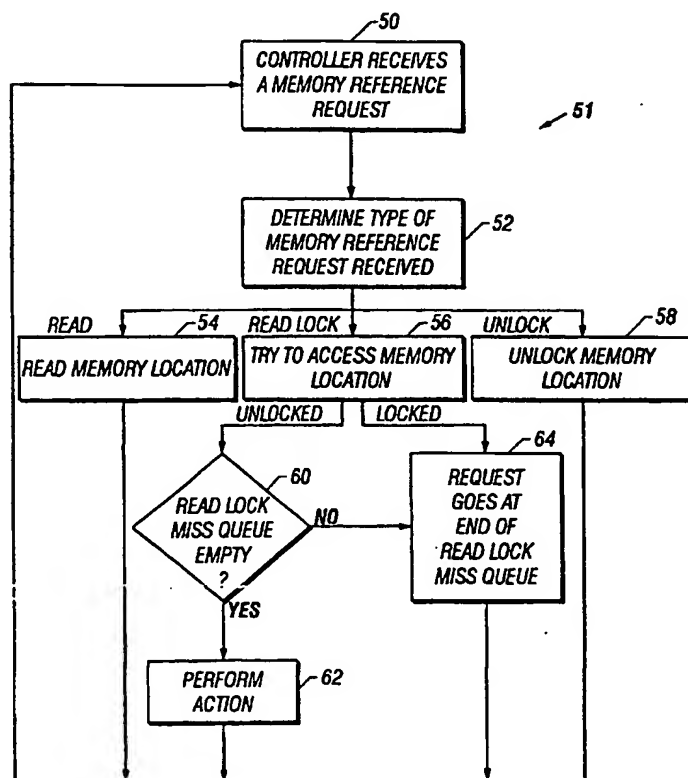 50
CONTROLLER RECEIVES
A MEMORY REFERENCE
REQUEST
51
DETERMINE TYPE OF
MEMORY REFERENCE
REQUEST RECEIVED
52
READ
54
READ LOCK
56
UNLOCK
58
READ MEMORY LOCATION
TRY TO ACCESS MEMORY
LOCATION
UNLOCK MEMORY
LOCATION
UNLOCKED
LOCKED
60
READ LOCK
MISS QUEUE
EMPTY
?
NO
YES
64
REQUEST
GOES AT
END OF
READ LOCK
MISS QUEUE
PERFORM
ACTION
62